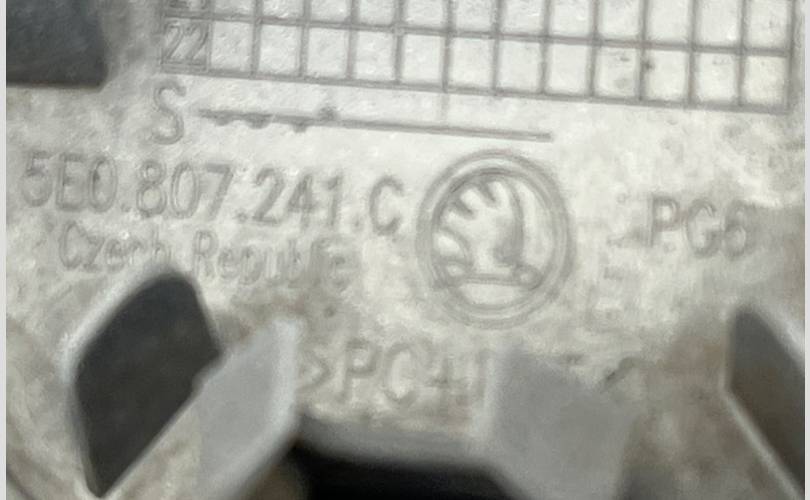 22
S
5E0.807.241.C
PG6
Czech Republic
>PC+